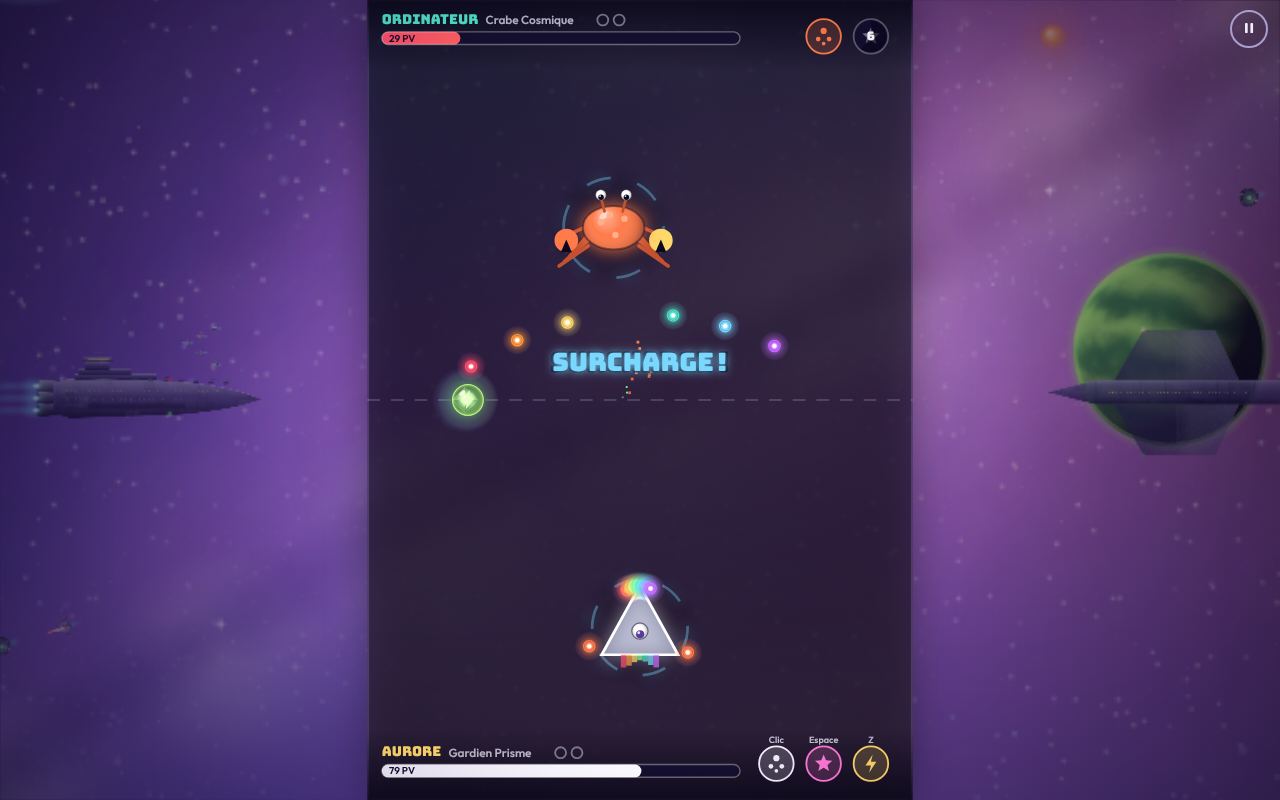 ORDINATEUR Crabe Cosmique
29 PV
6
SURCHARGE!
Clic Espace Z
AURORE Gardien Prisme
79 PV